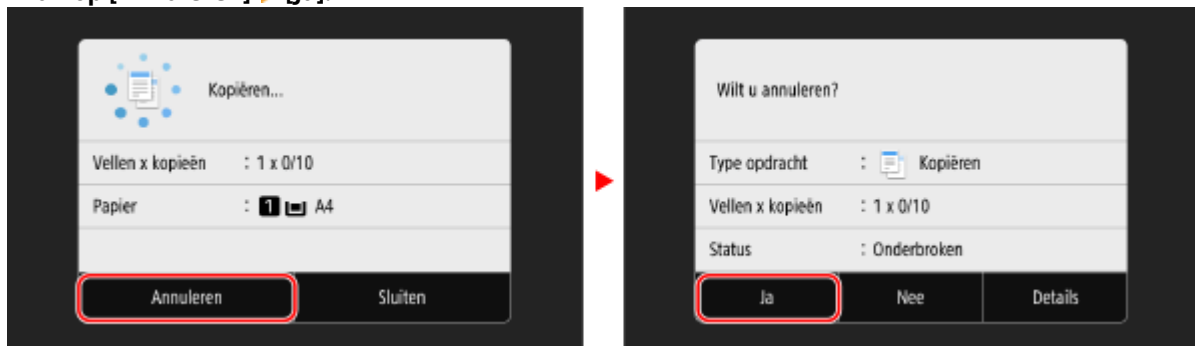 Kopiëren...
Vellen x kopieën : 1 x 0/10
Papier : 1 A4
Annuleren Sluiten
Wilt u annuleren?
Type opdracht : Kopiëren
Vellen x kopieën : 1 x 0/10
Status : Onderbroken
Ja Nee Details